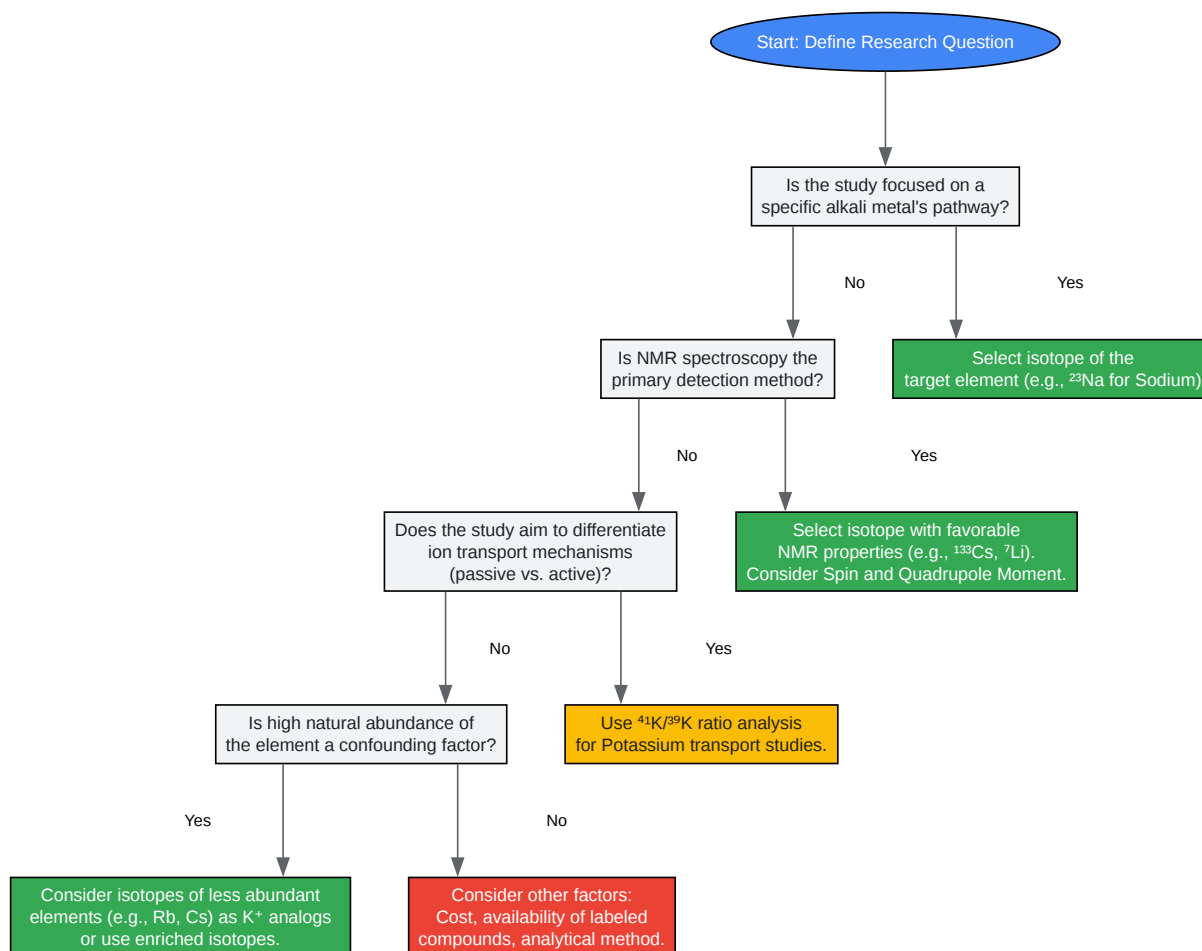 Start: Define Research Question
Is the study focused on a
specific alkali metal's pathway?
No
Yes
Is NMR spectroscopy the
primary detection method?
Select isotope of the
target element (e.g., ²³Na for Sodium)
No
Yes
Does the study aim to differentiate
ion transport mechanisms
(passive vs. active)?
Select isotope with favorable
NMR properties (e.g., ¹³³Cs, ⁷Li).
Consider Spin and Quadrupole Moment.
No
Yes
Is high natural abundance of
the element a confounding factor?
Use ⁴¹K/³⁹K ratio analysis
for Potassium transport studies.
Yes
No
Consider isotopes of less abundant
elements (e.g., Rb, Cs) as K⁺ analogs
or use enriched isotopes.
Consider other factors:
Cost, availability of labeled
compounds, analytical method.